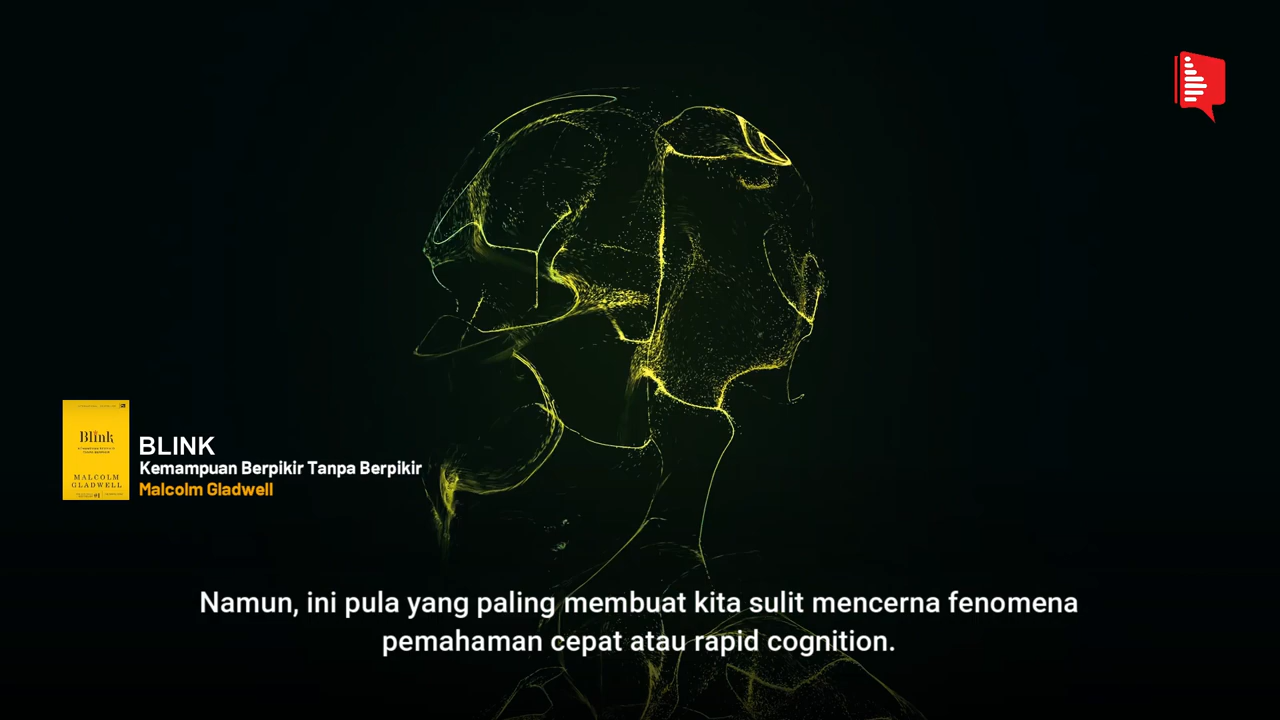 Blink
MALCOLM
GLADWELL
BLINK
Kemampuan Berpikir Tanpa Berpikir
Malcolm Gladwell
Namun, ini pula yang paling membuat kita sulit mencerna fenomena
pemahaman cepat atau rapid cognition.